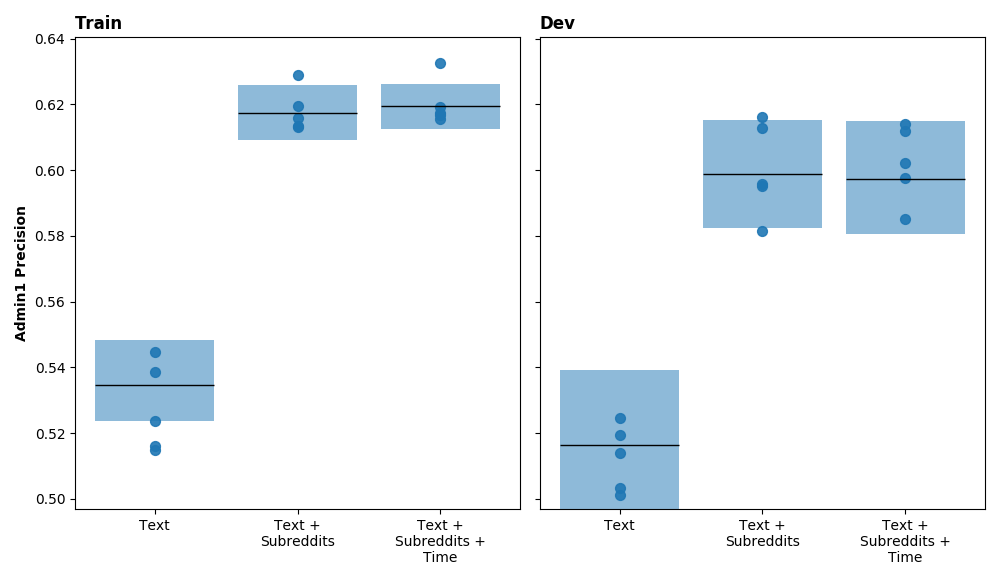 Train
Dev
Admin1 Precision
0.64
0.62
0.60
0.58
0.56
0.54
0.52
0.50
Text
Text +
Subreddits
Text +
Subreddits +
Time
Text
Text +
Subreddits
Text +
Subreddits +
Time